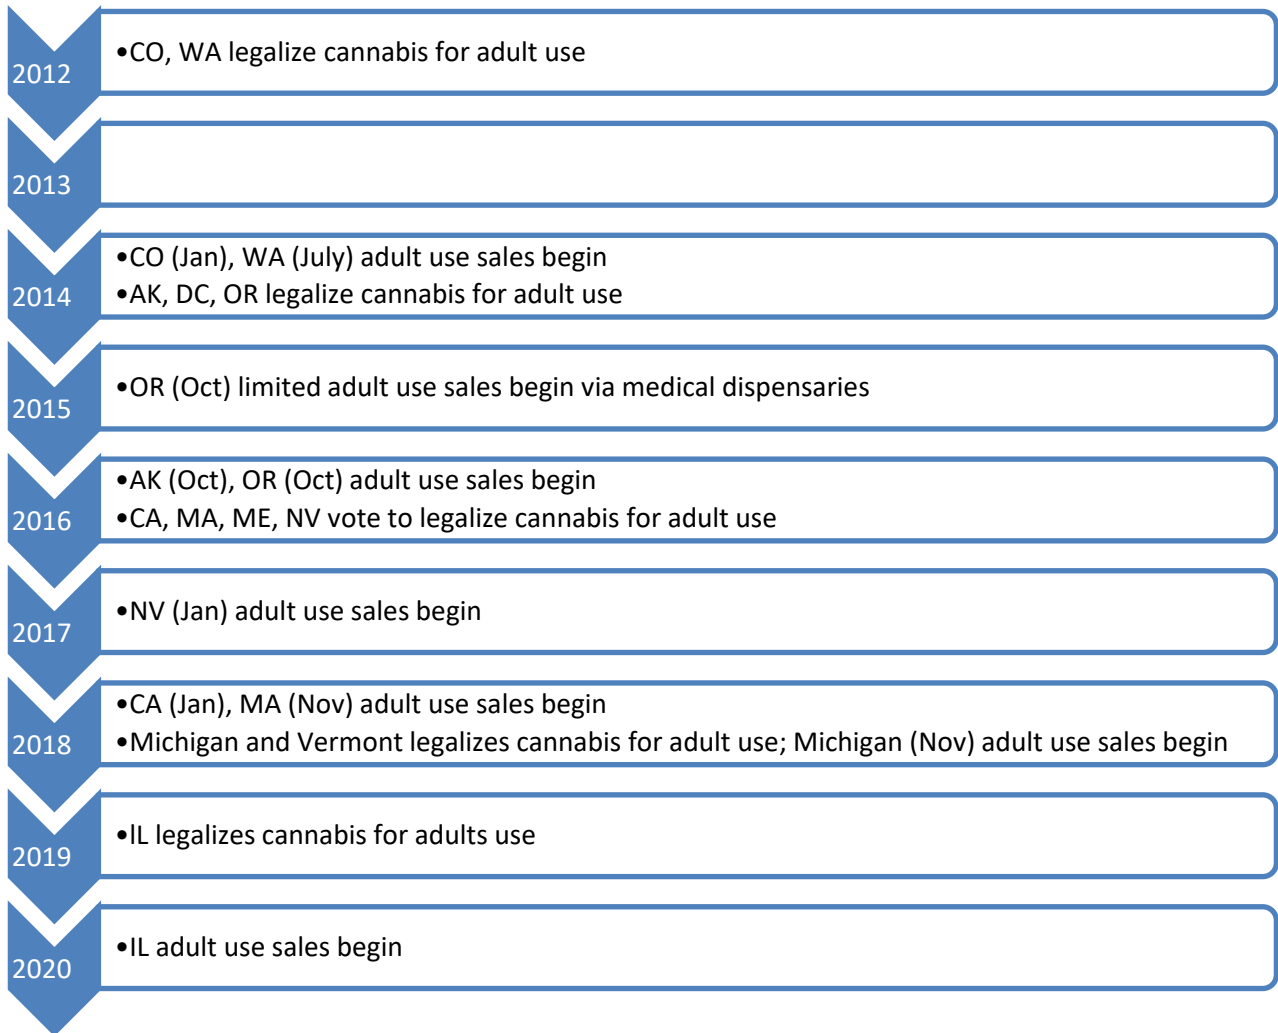 2012
•CO, WA legalize cannabis for adult use
2013
2014
•CO (Jan), WA (July) adult use sales begin
•AK, DC, OR legalize cannabis for adult use
2015
•OR (Oct) limited adult use sales begin via medical dispensaries
2016
•AK (Oct), OR (Oct) adult use sales begin
•CA, MA, ME, NV vote to legalize cannabis for adult use
2017
•NV (Jan) adult use sales begin
2018
•CA (Jan), MA (Nov) adult use sales begin
•Michigan and Vermont legalizes cannabis for adult use; Michigan (Nov) adult use sales begin
2019
•IL legalizes cannabis for adults use
2020
•IL adult use sales begin